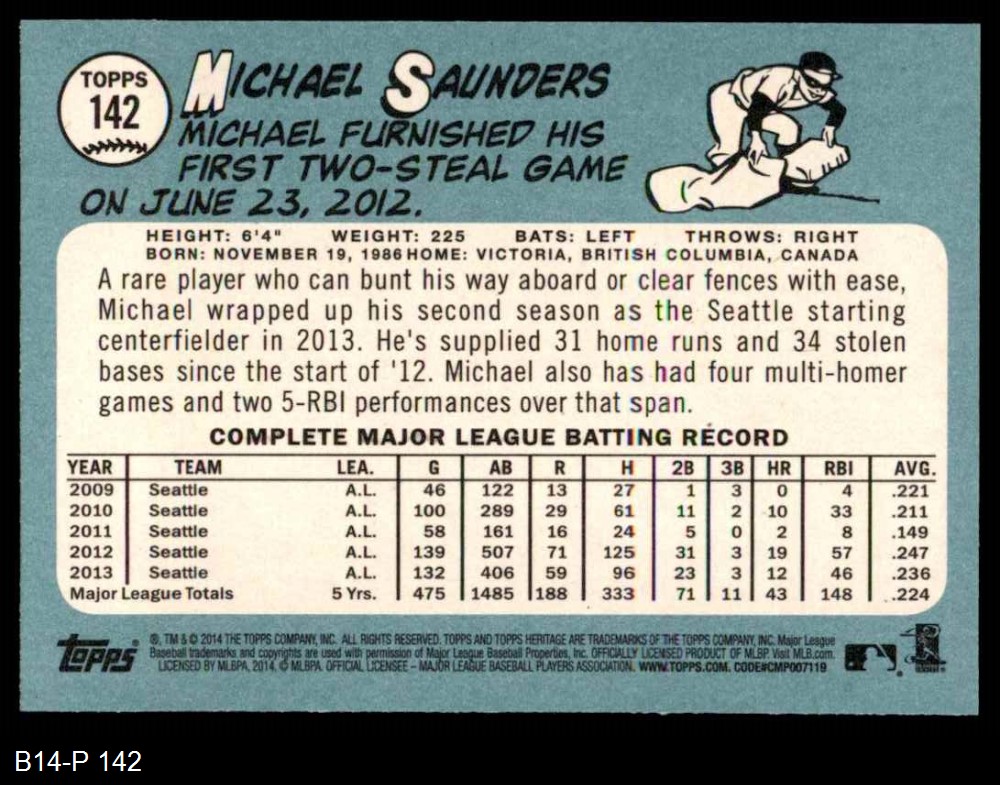 TOPPS
142
MICHAEL SAUNDERS
MICHAEL FURNISHED HIS
FIRST TWO-STEAL GAME
ON JUNE 23, 2012.
HEIGHT: 6'4" WEIGHT: 225 BATS: LEFT THROWS: RIGHT
BORN: NOVEMBER 19, 1986 HOME: VICTORIA, BRITISH COLUMBIA, CANADA
A rare player who can bunt his way aboard or clear fences with ease,
Michael wrapped up his second season as the Seattle starting
centerfielder in 2013. He's supplied 31 home runs and 34 stolen
bases since the start of '12. Michael also has had four multi-homer
games and two 5-RBI performances over that span.
COMPLETE MAJOR LEAGUE BATTING RECORD
YEAR TEAM LEA. G AB R H 2B 3B HR RBI AVG.
2009 Seattle A.L. 46 122 13 27 1 3 0 4 .221
2010 Seattle A.L. 100 289 29 61 11 2 10 33 .211
2011 Seattle A.L. 58 161 16 24 5 0 2 8 .149
2012 Seattle A.L. 139 507 71 125 31 3 19 57 .247
2013 Seattle A.L. 132 406 59 96 23 3 12 46 .236
Major League Totals 5 Yrs. 475 1485 188 333 71 11 43 148 .224
Topps
®, TM & © 2014 THE TOPPS COMPANY, INC. ALL RIGHTS RESERVED. TOPPS AND TOPPS HERITAGE ARE TRADEMARKS OF THE TOPPS COMPANY, INC. Major League
Baseball trademarks and copyrights are used with permission of Major League Baseball Properties, Inc. OFFICIALLY LICENSED PRODUCT OF MLBP. Visit MLB.com.
LICENSED BY MLBPA, 2014. © MLBPA. OFFICIAL LICENSEE – MAJOR LEAGUE BASEBALL PLAYERS ASSOCIATION. WWW.TOPPS.COM. CODE#CMP007119
B14-P 142